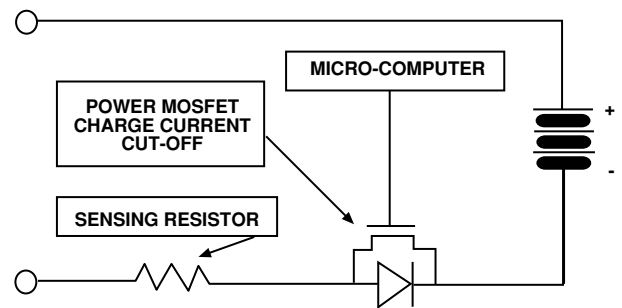 MICRO-COMPUTER
POWER MOSFET
CHARGE CURRENT
CUT-OFF
+
-
SENSING RESISTOR